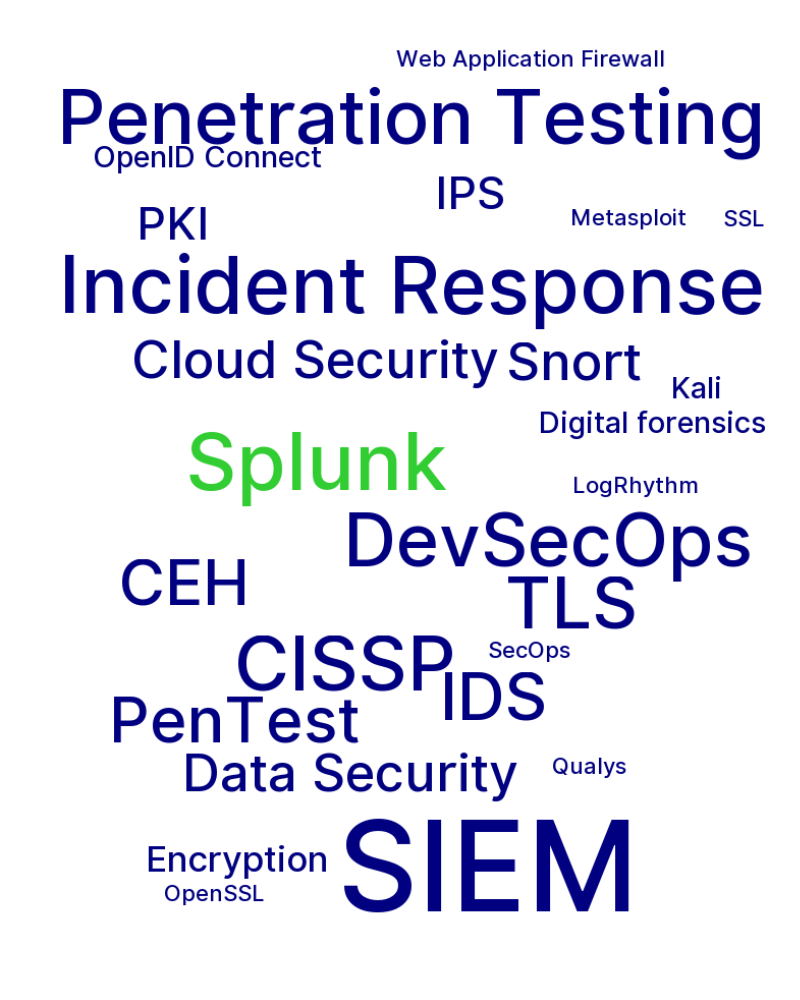 Web Application Firewall
Penetration Testing
OpenID Connect
IPS
PKI
Metasploit
SSL
Incident Response
Cloud Security
Snort
Kali
Digital forensics
Splunk
LogRhythm
DevSecOps
CEH
TLS
CISSP
SecOps
IDS
PenTest
Data Security
Qualys
SIEM
Encryption
OpenSSL